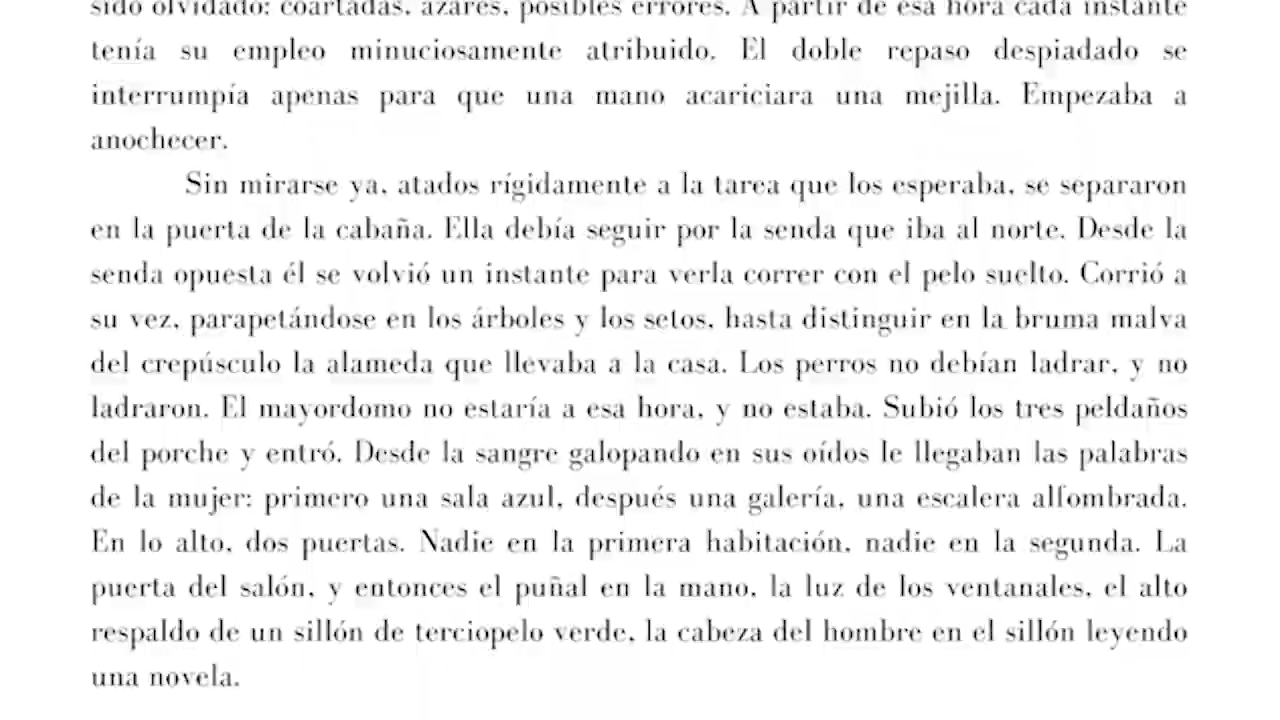 sido olvidado: coartadas, azares, posibles errores. A partir de esa hora cada instante
tenía su empleo minuciosamente atribuido. El doble repaso despiadado se
interrumpía apenas para que una mano acariciara una mejilla. Empezaba a
anochecer.
Sin mirarse ya, atados rígidamente a la tarea que los esperaba, se separaron
en la puerta de la cabaña. Ella debía seguir por la senda que iba al norte. Desde la
senda opuesta él se volvió un instante para verla correr con el pelo suelto. Corrió a
su vez, parapetándose en los árboles y los setos, hasta distinguir en la bruma malva
del crepúsculo la alameda que llevaba a la casa. Los perros no debían ladrar, y no
ladraron. El mayordomo no estaría a esa hora, y no estaba. Subió los tres peldaños
del porche y entró. Desde la sangre galopando en sus oídos le llegaban las palabras
de la mujer: primero una sala azul, después una galería, una escalera alfombrada.
En lo alto, dos puertas. Nadie en la primera habitación, nadie en la segunda. La
puerta del salón, y entonces el puñal en la mano, la luz de los ventanales, el alto
respaldo de un sillón de terciopelo verde, la cabeza del hombre en el sillón leyendo
una novela.